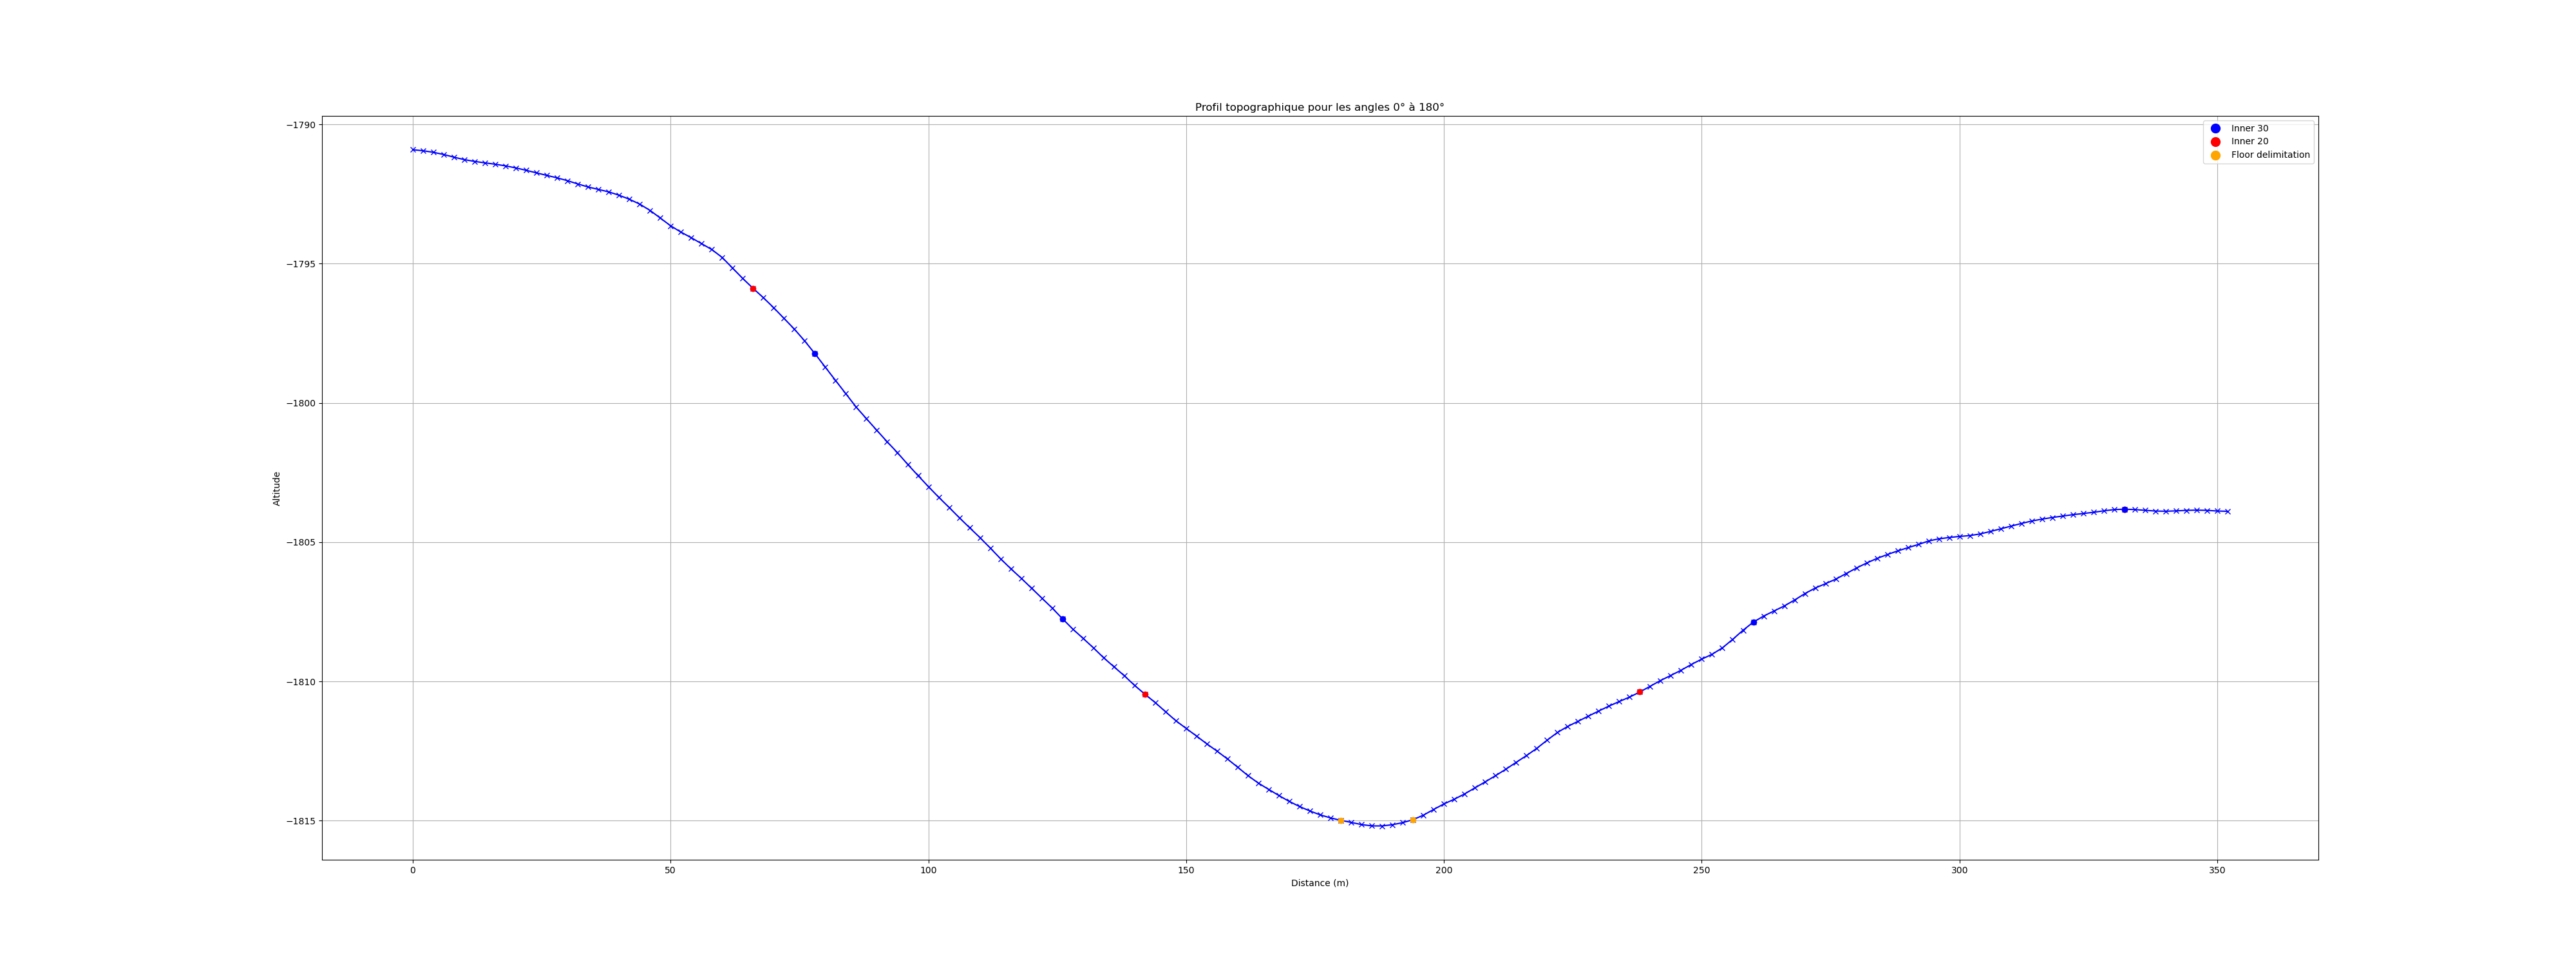 Profil topographique pour les angles 0° à 180°
Inner 30
Inner 20
Floor delimitation
Altitude
−1790
−1795
−1800
−1805
−1810
−1815
0 50 100 150 200 250 300 350
Distance (m)